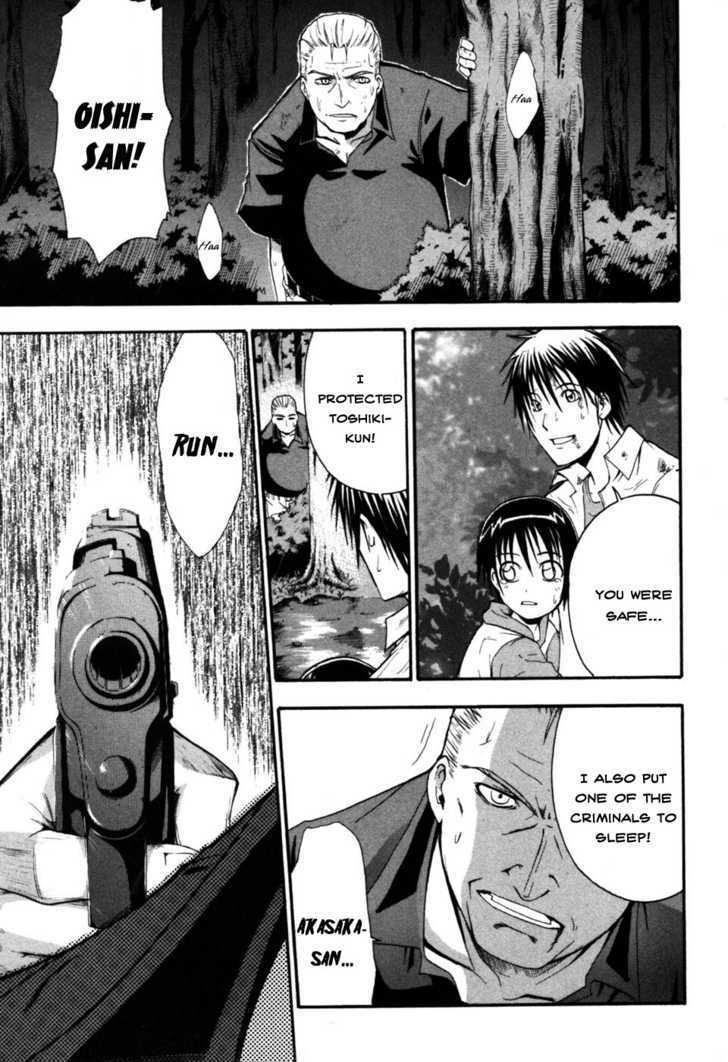 OISHI-
SAN!
Haa
Haa
YOU WERE
SAFE...
I
PROTECTED
TOSHIKI-
KUN!
I ALSO PUT
ONE OF THE
CRIMINALS TO
SLEEP!
AKASAKA-
SAN...
RUN...